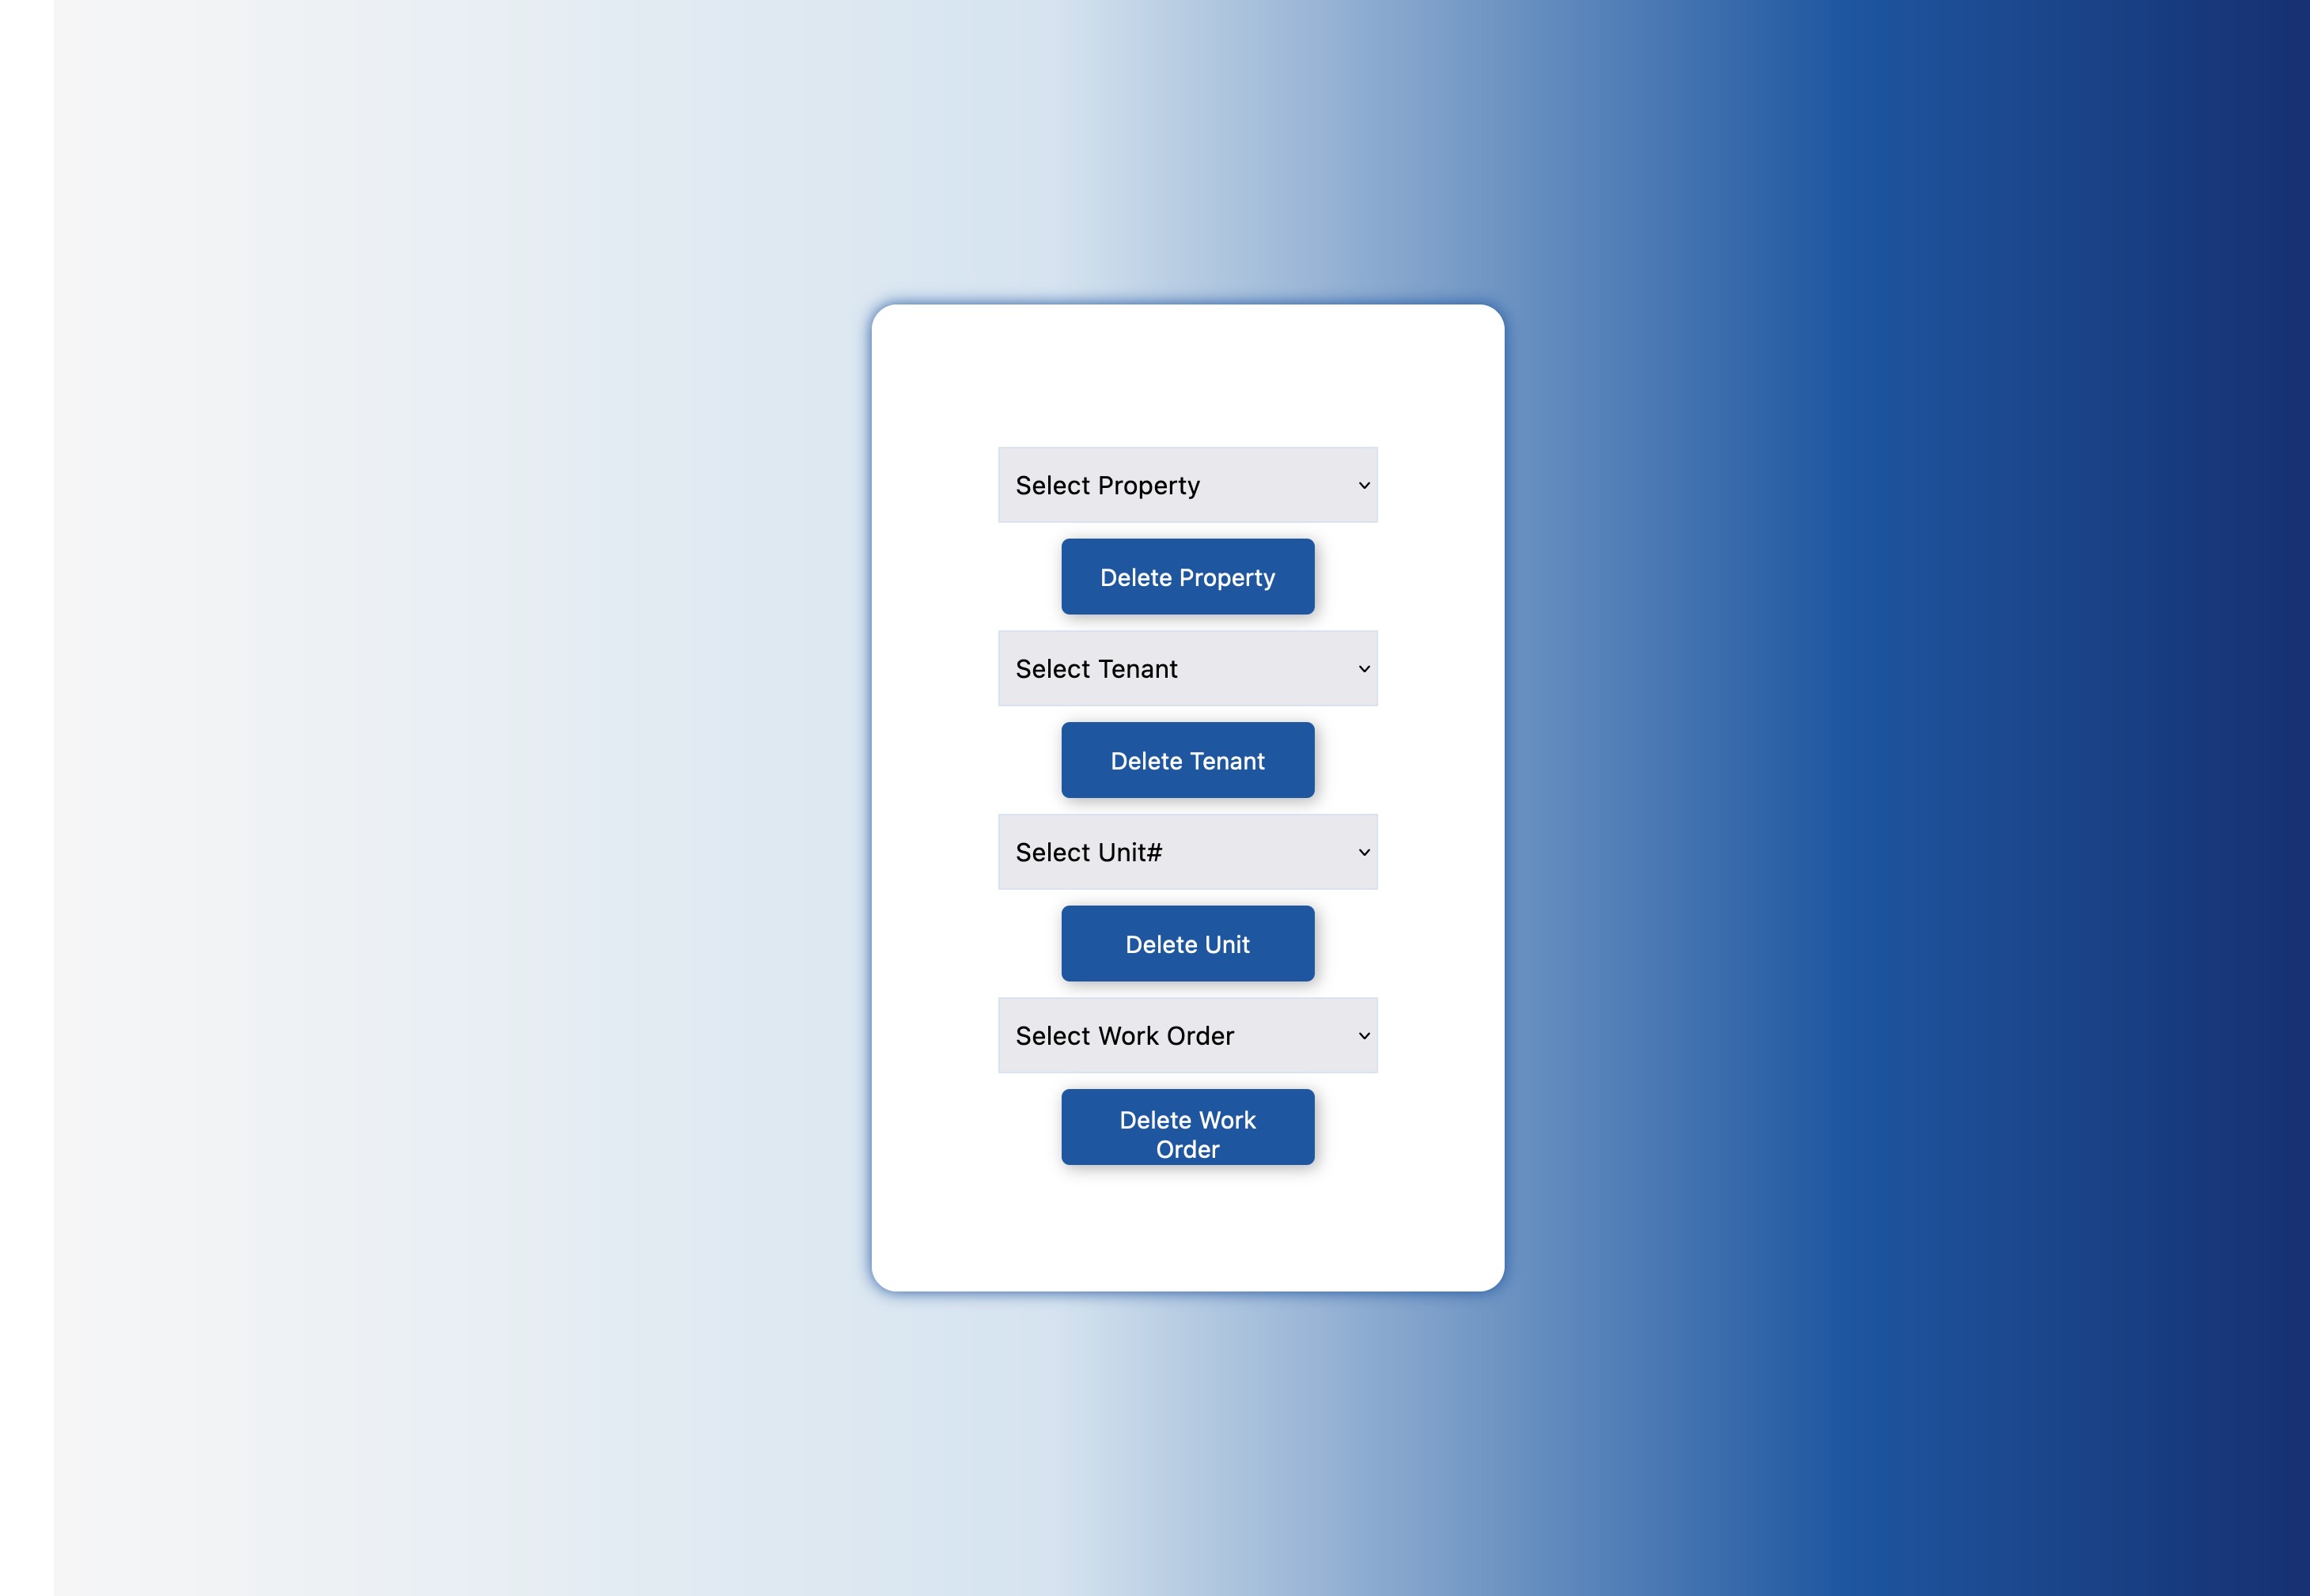 Select Property
Delete Property
Select Tenant
Delete Tenant
Select Unit#
Delete Unit
Select Work Order
Delete Work
Order